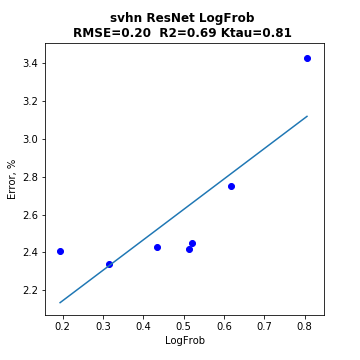 svhn ResNet LogFrob
RMSE=0.20  R2=0.69 Ktau=0.81
3.4
3.2
3.0
2.8
2.6
2.4
2.2
Error, %
0.2 0.3 0.4 0.5 0.6 0.7 0.8
LogFrob